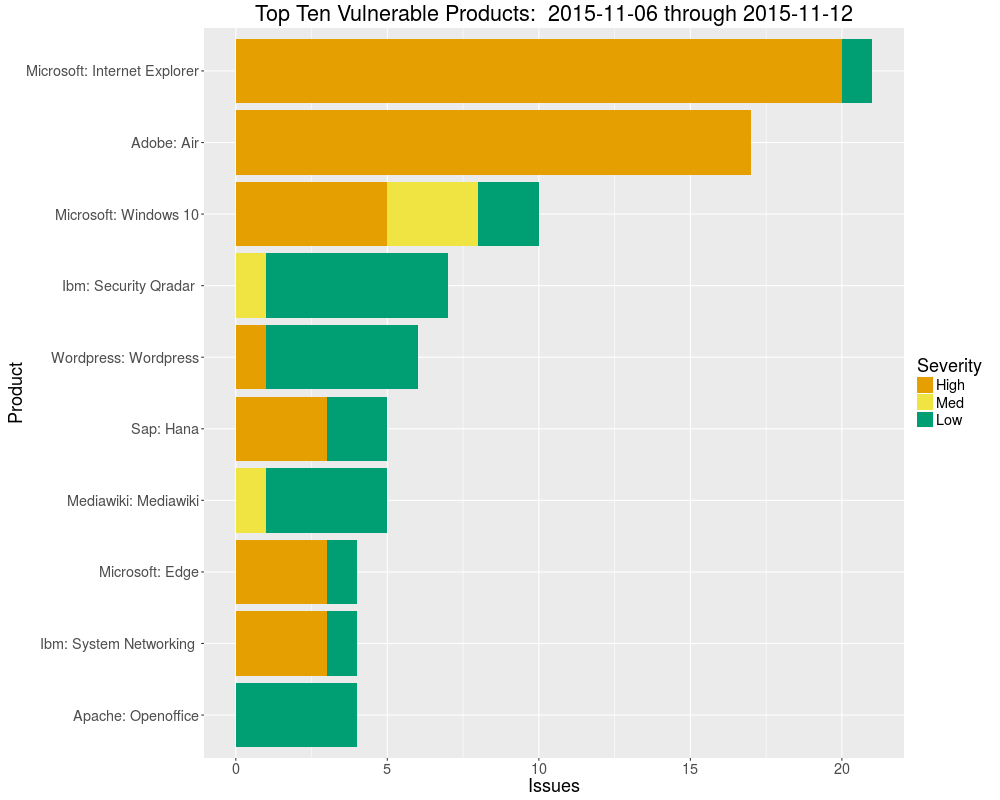 Top Ten Vulnerable Products:  2015-11-06 through 2015-11-12
Microsoft: Internet Explorer
Adobe: Air
Microsoft: Windows 10
Ibm: Security Qradar
Wordpress: Wordpress
Sap: Hana
Mediawiki: Mediawiki
Microsoft: Edge
Ibm: System Networking
Apache: Openoffice
Product
0 5 10 15 20
Issues
Severity
High
Med
Low